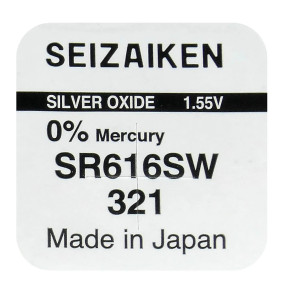 SEIZAIKEN
SILVER OXIDE 1.55V
0% Mercury
SR616SW
321
Made in Japan